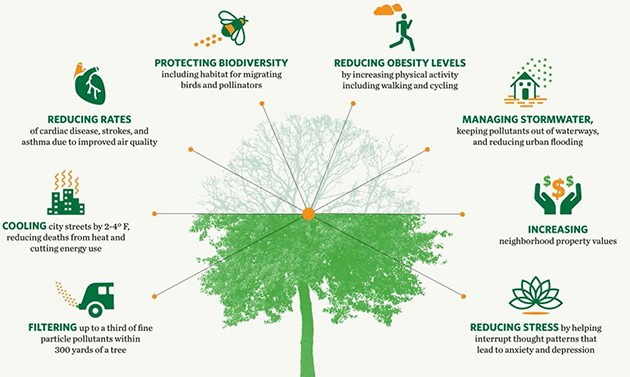 PROTECTING BIODIVERSITY
including habitat for migrating
birds and pollinators
REDUCING OBESITY LEVELS
by increasing physical activity
including walking and cycling
REDUCING RATES
of cardiac disease, strokes, and
asthma due to improved air quality
MANAGING STORMWATER,
keeping pollutants out of waterways,
and reducing urban flooding
COOLING city streets by 2-4° F,
reducing deaths from heat and
cutting energy use
$ $ $
INCREASING
neighborhood property values
FILTERING up to a third of fine
particle pollutants within
300 yards of a tree
REDUCING STRESS by helping
interrupt thought patterns that
lead to anxiety and depression